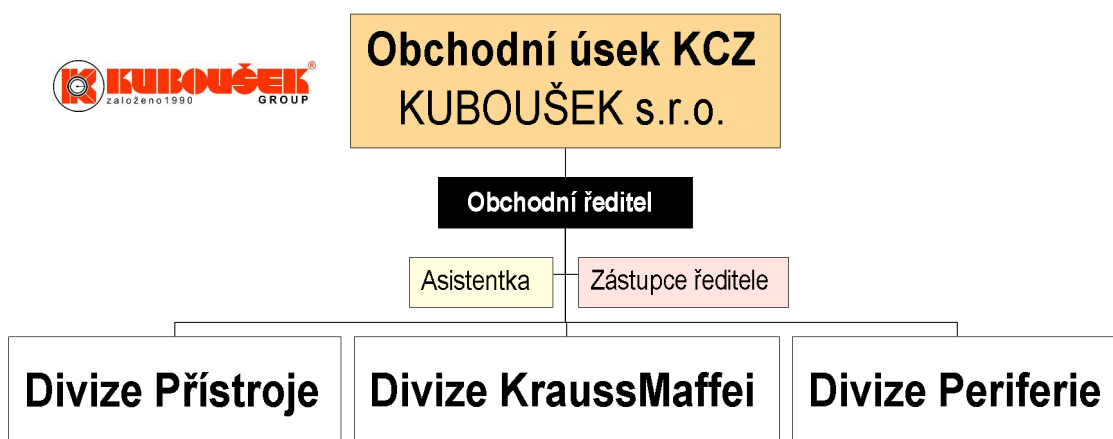 KUBOUŠEK®
založeno1990
GROUP
Obchodní úsek KCZ
KUBOUŠEK s.r.o.
Obchodní ředitel
Asistentka
Zástupce ředitele
Divize Přístroje
Divize KraussMaffei
Divize Periferie